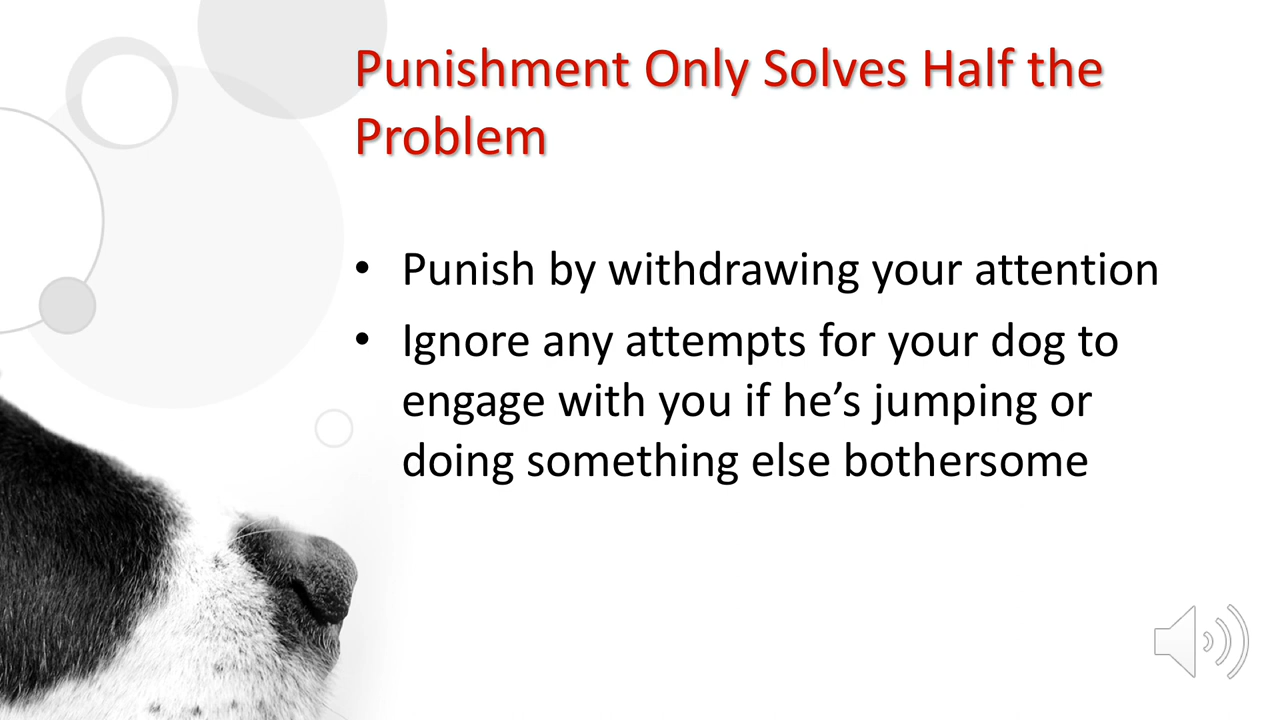 Punishment Only Solves Half the
Problem
• Punish by withdrawing your attention
• Ignore any attempts for your dog to
engage with you if he’s jumping or
doing something else bothersome